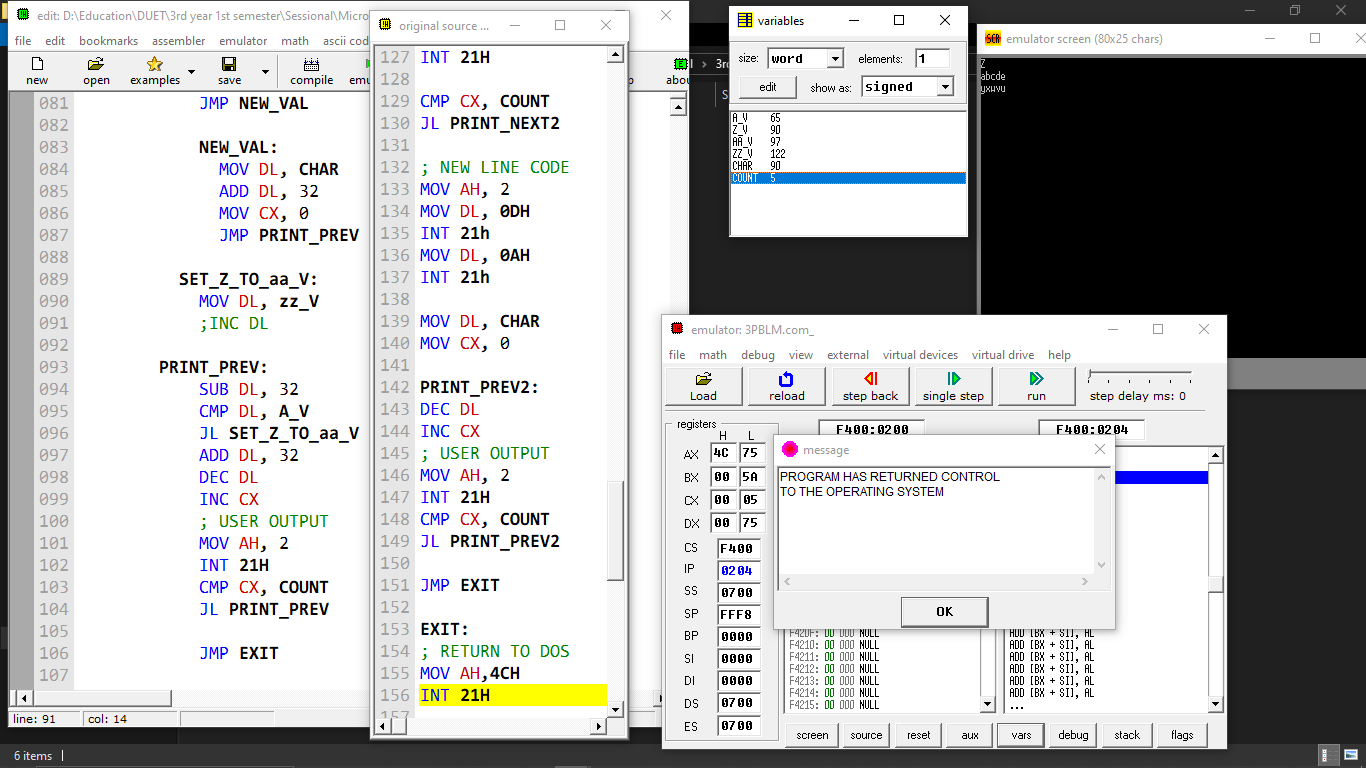 edit: D:\Education\DUET\3rd year 1st semester\Sessional\Micro
file edit bookmarks assembler emulator math ascii code
new open examples save compile
081 JMP NEW_VAL
082
083 NEW_VAL:
084 MOV DL, CHAR
085 ADD DL, 32
086 MOV CX, 0
087 JMP PRINT_PREV
088
089 SET_Z_TO_aa_V:
090 MOV DL, zz_V
091 ;INC DL
092
093 PRINT_PREV:
094 SUB DL, 32
095 CMP DL, A_V
096 JL SET_Z_TO_aa_V
097 ADD DL, 32
098 DEC DL
099 INC CX
100 ; USER OUTPUT
101 MOV AH, 2
102 INT 21H
103 CMP CX, COUNT
104 JL PRINT_PREV
105
106 JMP EXIT
107
line: 91 col: 14
6 items
original source ...
127 INT 21H
128
129 CMP CX, COUNT
130 JL PRINT_NEXT2
131
132 ; NEW LINE CODE
133 MOV AH, 2
134 MOV DL, 0DH
135 INT 21h
136 MOV DL, 0AH
137 INT 21h
138
139 MOV DL, CHAR
140 MOV CX, 0
141
142 PRINT_PREV2:
143 DEC DL
144 INC CX
145 ; USER OUTPUT
146 MOV AH, 2
147 INT 21H
148 CMP CX, COUNT
149 JL PRINT_PREV2
150
151 JMP EXIT
152
153 EXIT:
154 ; RETURN TO DOS
155 MOV AH,4CH
156 INT 21H
157
variables
size: word elements: 1
edit show as: signed
A_V 65
Z_V 90
AA_V 97
ZZ_V 122
CHAR 90
COUNT 5
emulator screen (80x25 chars)
Z
abcde
yxwvu
emulator: 3PBLM.com_
file math debug view external virtual devices virtual drive help
Load reload step back single step run step delay ms: 0
registers F400:0200 F400:0204
H L
AX 4C 75
BX 00 5A
CX 00 05
DX 00 75
CS F400
IP 0204
SS 0700
SP FFF8
BP 0000
SI 0000
DI 0000
DS 0700
ES 0700
message
PROGRAM HAS RETURNED CONTROL
TO THE OPERATING SYSTEM
OK
F420F: 00 000 NULL ADD [BX + SI], AL
F4210: 00 000 NULL ADD [BX + SI], AL
F4211: 00 000 NULL ADD [BX + SI], AL
F4212: 00 000 NULL ADD [BX + SI], AL
F4213: 00 000 NULL ADD [BX + SI], AL
F4214: 00 000 NULL ADD [BX + SI], AL
F4215: 00 000 NULL ...
screen source reset aux vars debug stack flags